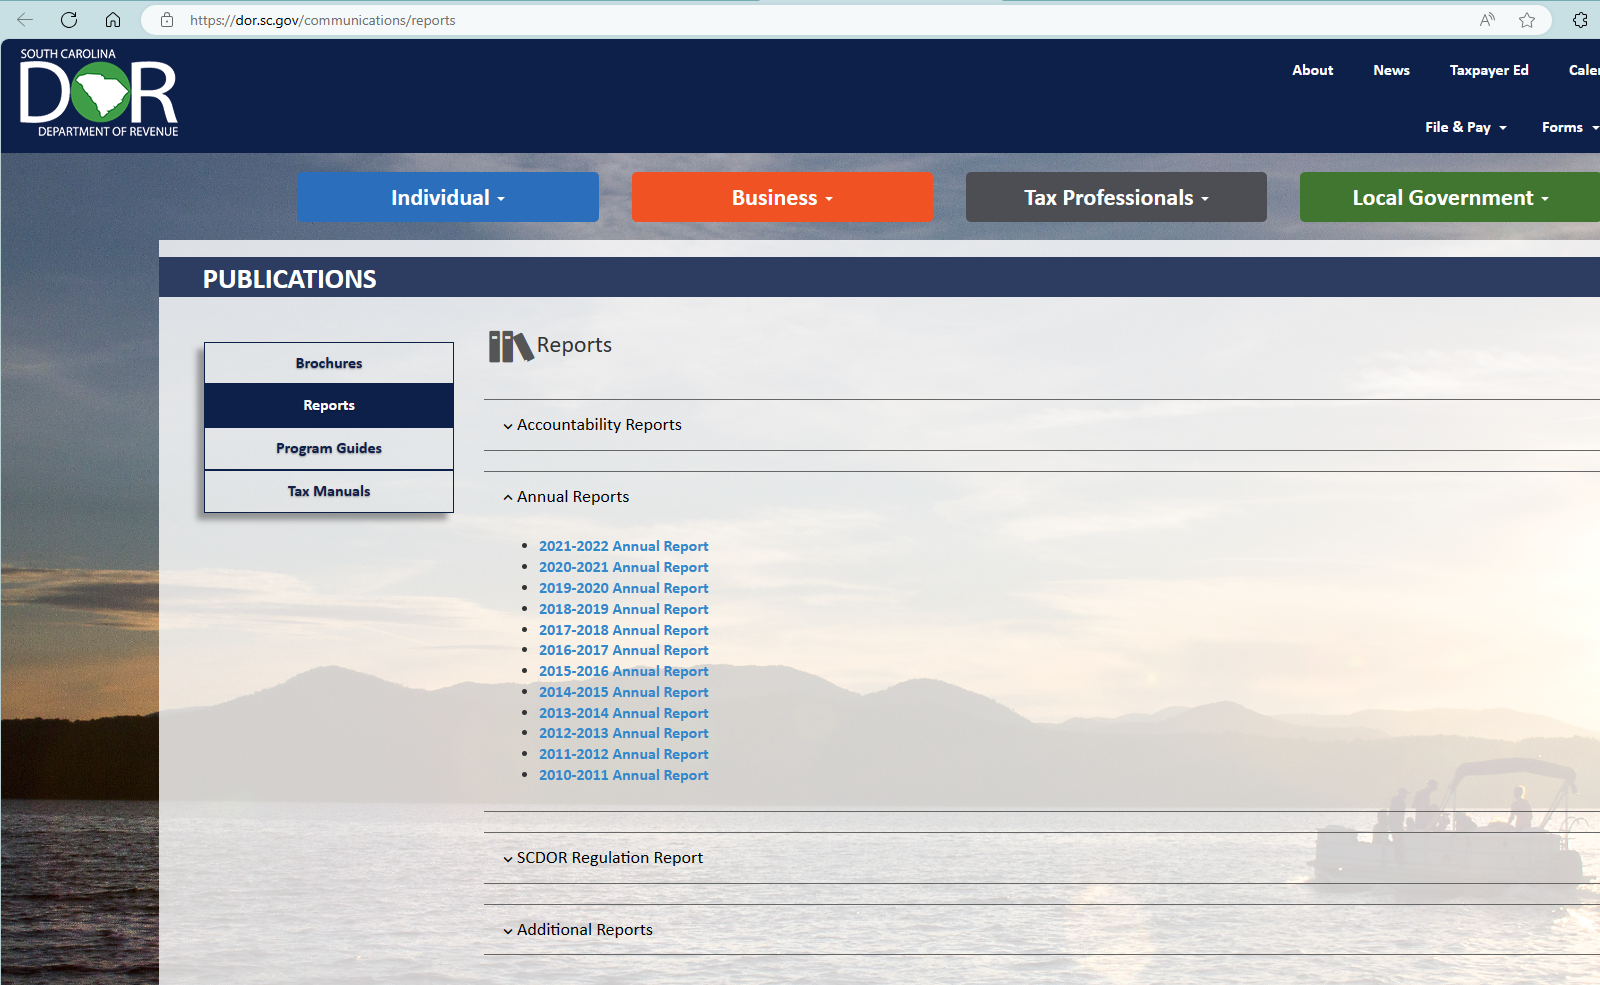 https://dor.sc.gov/communications/reports
SOUTH CAROLINA
DOR
DEPARTMENT OF REVENUE
About News Taxpayer Ed
File & Pay Forms
Individual Business Tax Professionals Local Government
PUBLICATIONS
Brochures
Reports
Program Guides
Tax Manuals
Reports
Accountability Reports
Annual Reports
2021-2022 Annual Report
2020-2021 Annual Report
2019-2020 Annual Report
2018-2019 Annual Report
2017-2018 Annual Report
2016-2017 Annual Report
2015-2016 Annual Report
2014-2015 Annual Report
2013-2014 Annual Report
2012-2013 Annual Report
2011-2012 Annual Report
2010-2011 Annual Report
SCDOR Regulation Report
Additional Reports